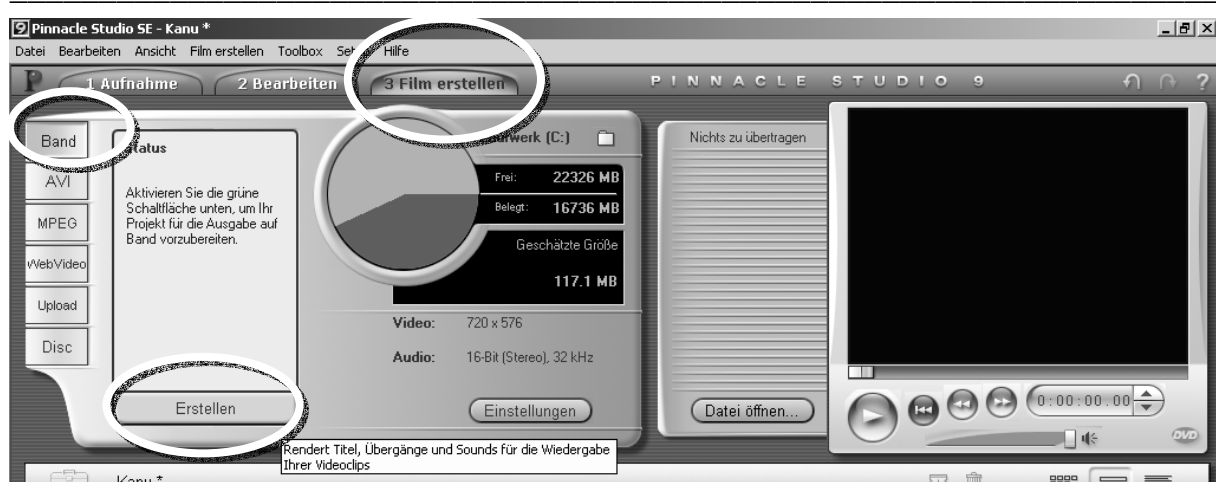 Pinnacle Studio SE - Kanu *
Datei Bearbeiten Ansicht Film erstellen Toolbox Hilfe
1 Aufnahme 2 Bearbeiten 3 Film erstellen PINNACLE STUDIO 9
Band
AVI
MPEG
WebVideo
Upload
Disc
Status
Aktivieren Sie die grüne
Schaltfläche unten, um Ihr
Projekt für die Ausgabe auf
Band vorzubereiten.
Erstellen
(C:)
Frei: 22326 MB
Belegt: 16736 MB
Geschätzte Größe
117.1 MB
Video: 720 x 576
Audio: 16-Bit (Stereo), 32 kHz
Einstellungen
Rendert Titel, Übergänge und Sounds für die Wiedergabe
Ihrer Videoclips
Nichts zu übertragen
Datei öffnen...
0:00:00.00
DVD
Kanu *